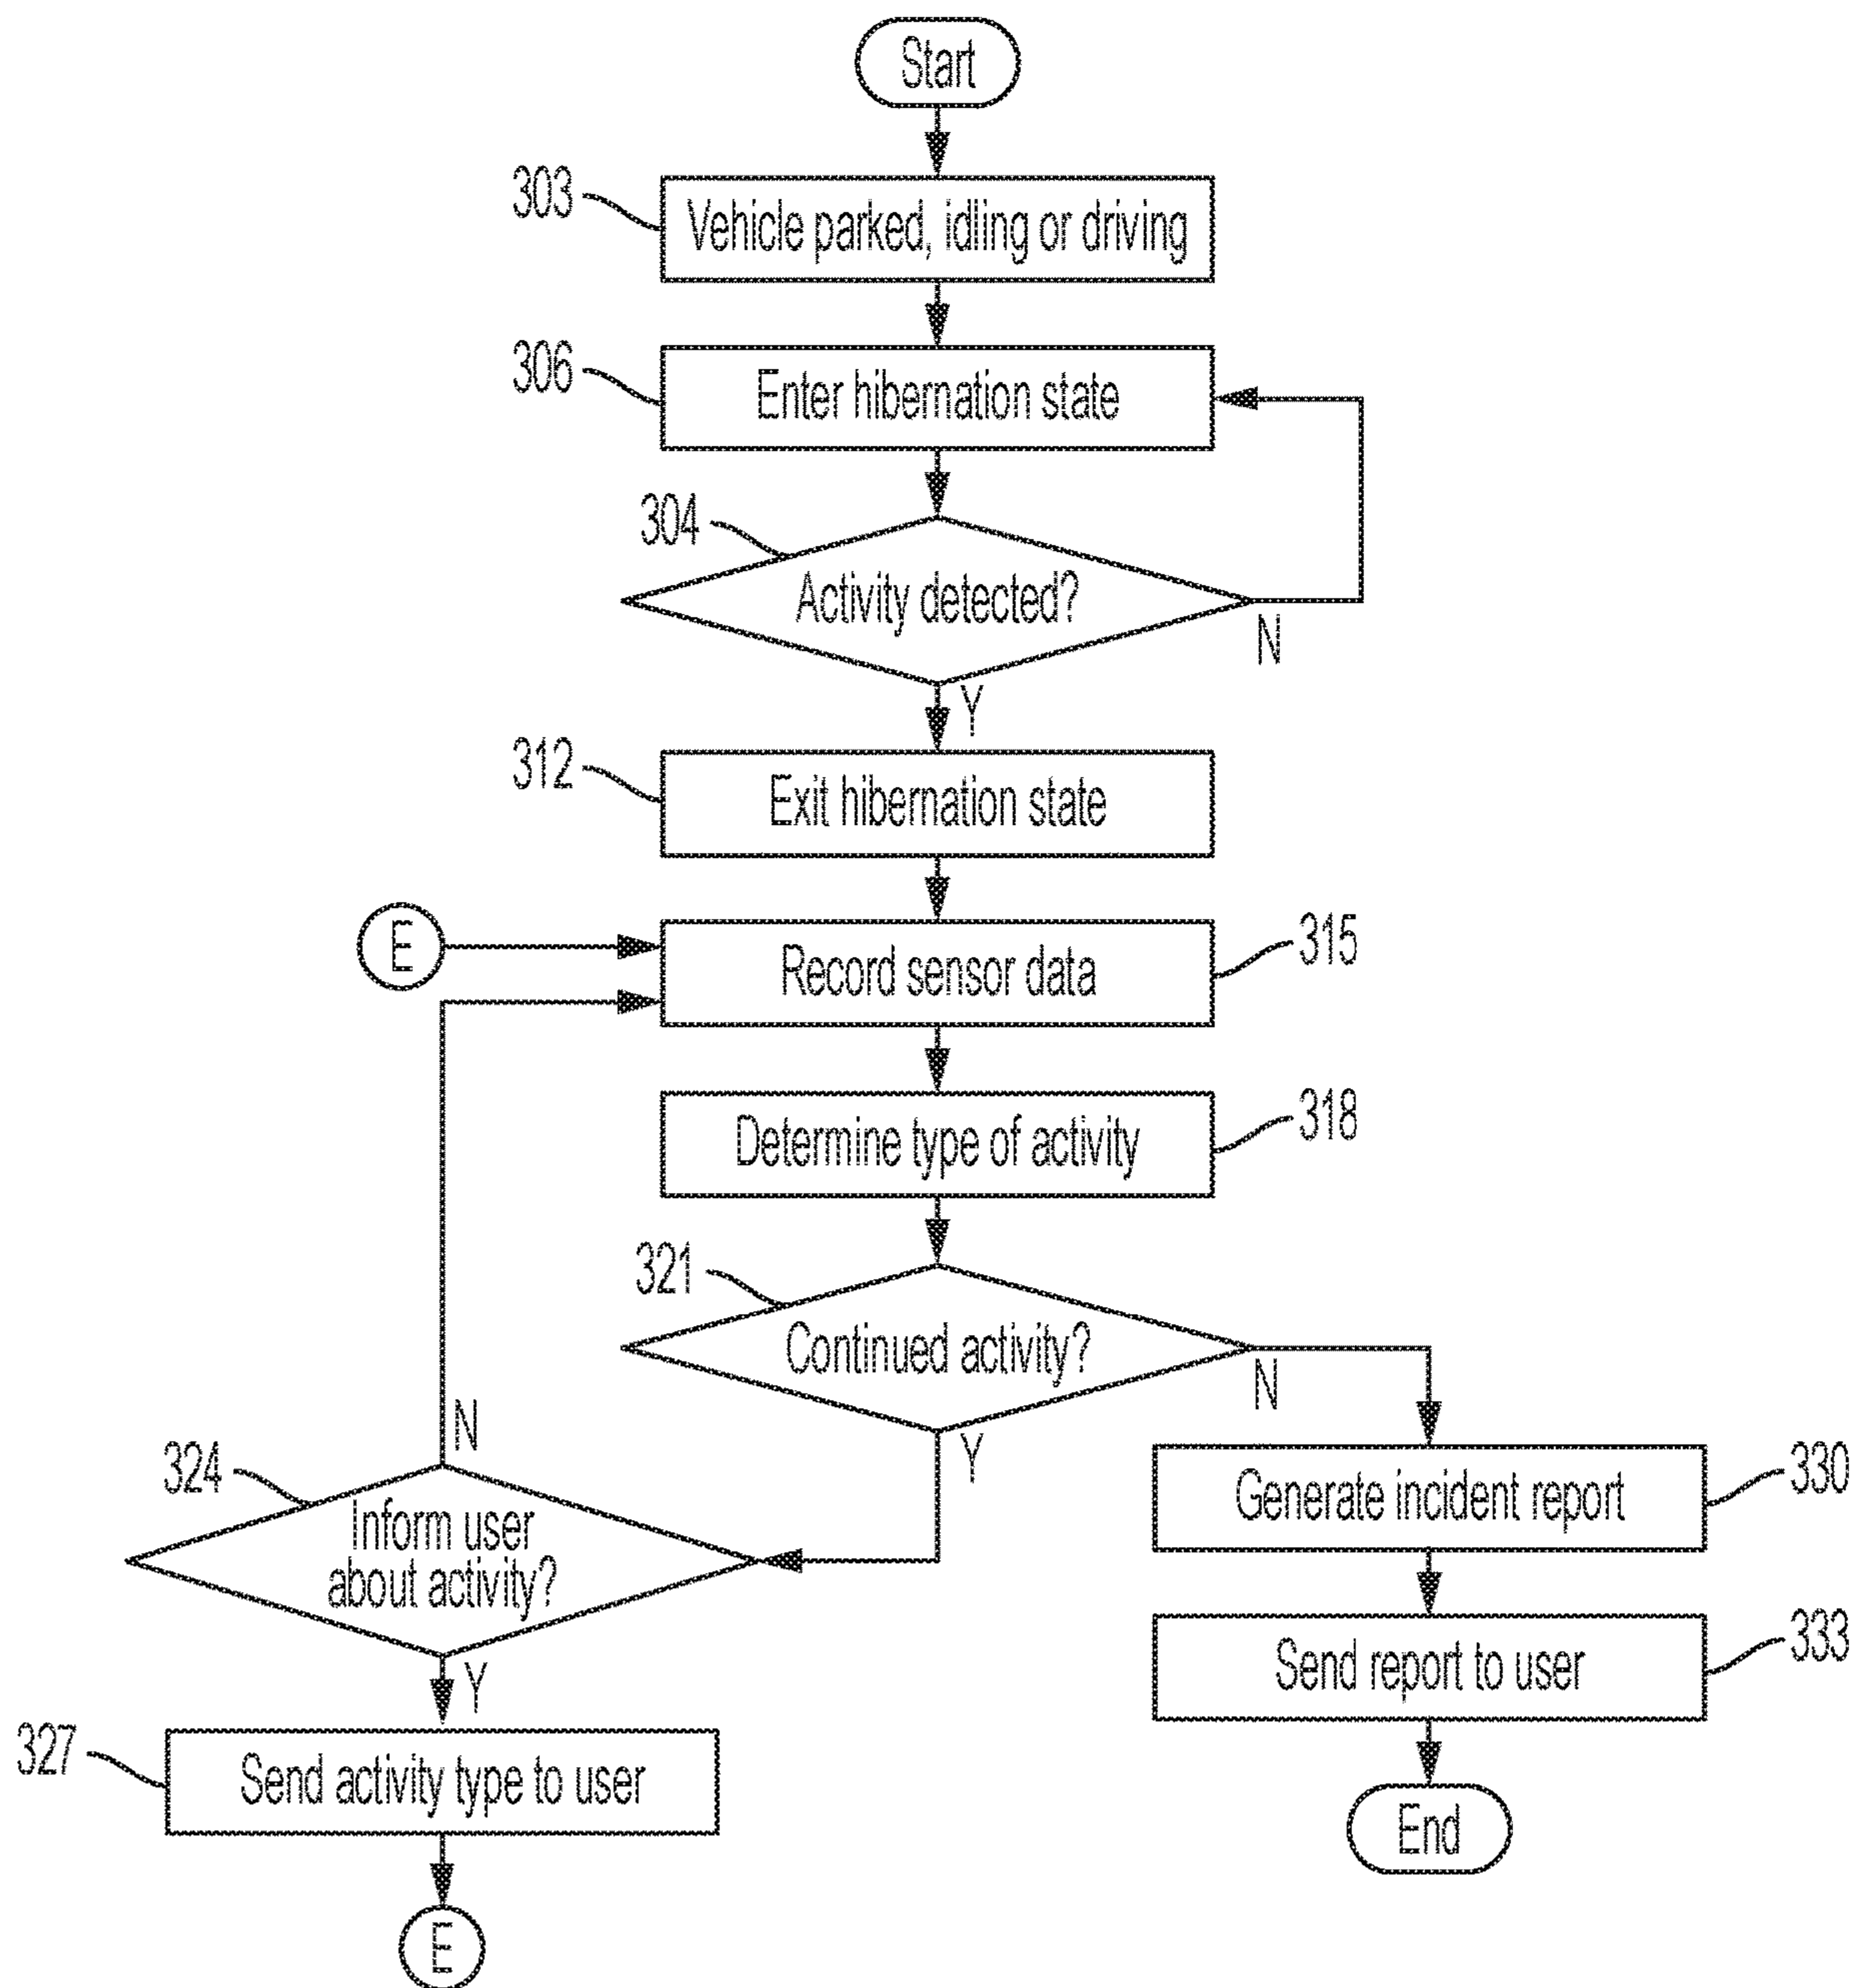 Start
303
Vehicle parked, idling or driving
306
Enter hibernation state
304
Activity detected?
N
Y
312
Exit hibernation state
E
Record sensor data
315
Determine type of activity
318
321
Continued activity?
N
Y
N
324
Inform user
about activity?
Y
Generate incident report
330
Send report to user
333
327
Send activity type to user
End
E